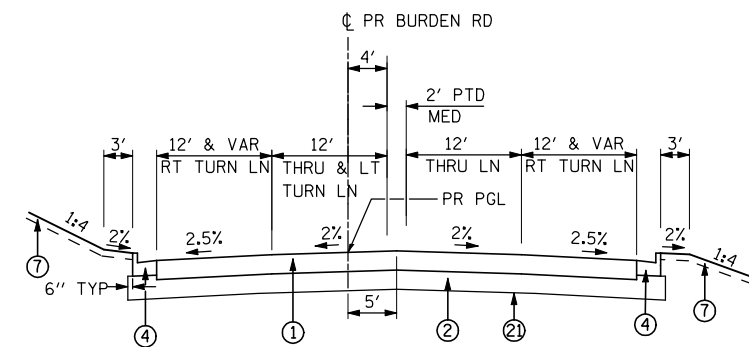 ℄ PR BURDEN RD
4'
2' PTD
MED
3'
12' & VAR
RT TURN LN
12'
THRU & LT
TURN LN
12'
THRU LN
12' & VAR
RT TURN LN
3'
PR PGL
1:4
2%
2.5%
2%
2%
2.5%
2%
1:4
7
6'' TYP
4
1
5'
2
21
4
7